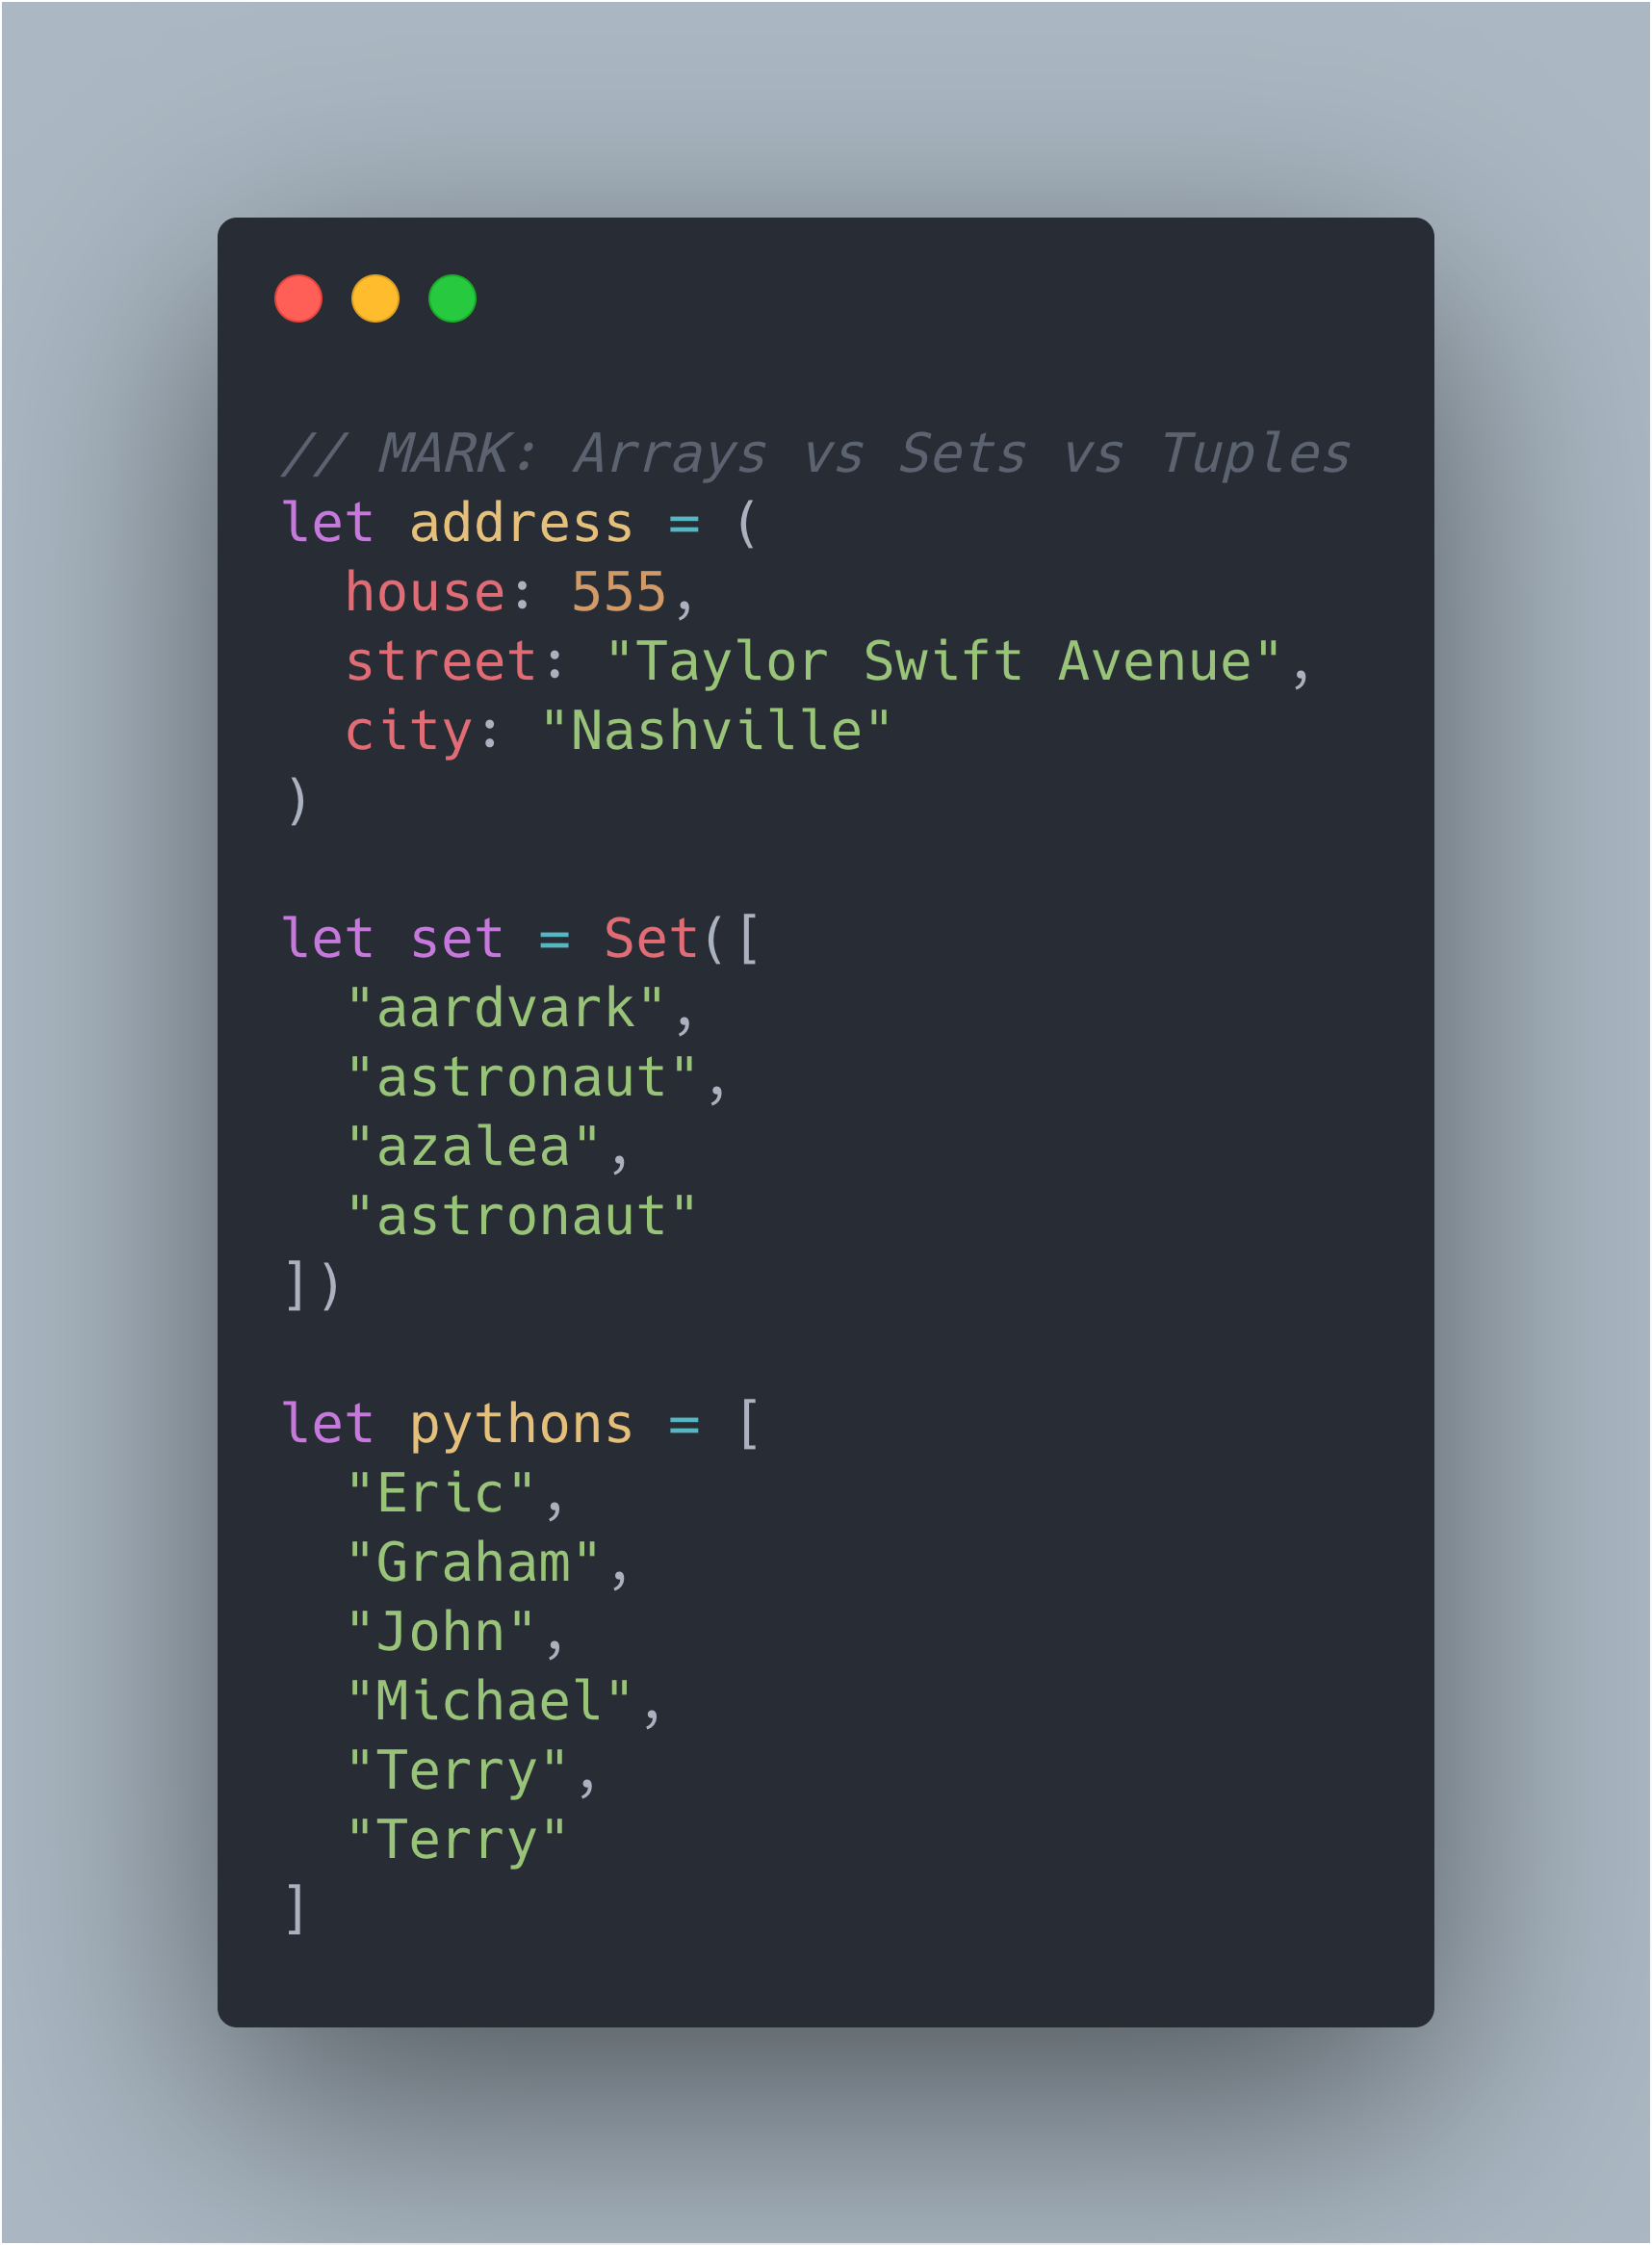 // MARK: Arrays vs Sets vs Tuples
let address = (
  house: 555,
  street: "Taylor Swift Avenue",
  city: "Nashville"
)

let set = Set([
  "aardvark",
  "astronaut",
  "azalea",
  "astronaut"
])

let pythons = [
  "Eric",
  "Graham",
  "John",
  "Michael",
  "Terry",
  "Terry"
]